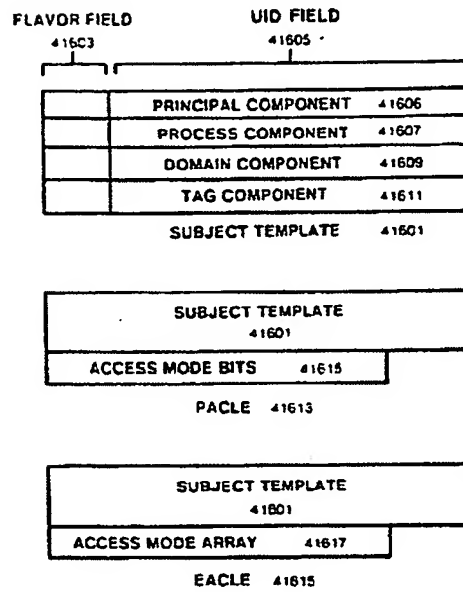 FLAVOR FIELD
41603
UID FIELD
41605
PRINCIPAL COMPONENT 41606
PROCESS COMPONENT 41607
DOMAIN COMPONENT 41609
TAG COMPONENT 41611
SUBJECT TEMPLATE 41601
SUBJECT TEMPLATE
41601
ACCESS MODE BITS 41615
PACLE 41613
SUBJECT TEMPLATE
41601
ACCESS MODE ARRAY 41617
EACLE 41615